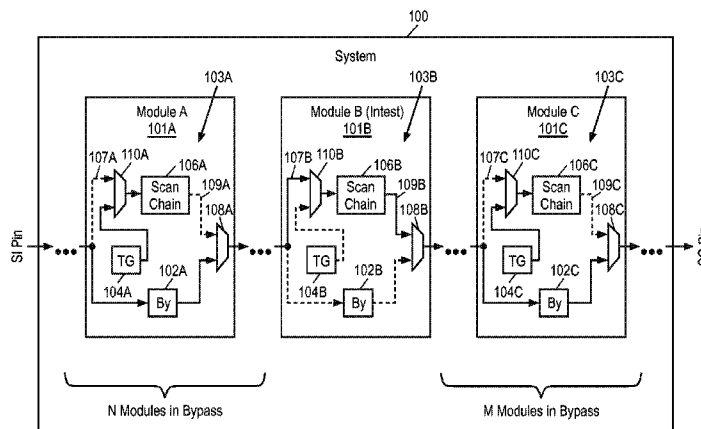 100
System
103A
103B
103C
Module A
101A
Module B (Intest)
101B
Module C
101C
107A
110A
106A
109A
108A
Scan
Chain
TG
104A
102A
By
107B
110B
106B
109B
108B
Scan
Chain
TG
104B
102B
By
107C
110C
106C
109C
108C
Scan
Chain
TG
104C
102C
By
SI Pin
N Modules in Bypass
M Modules in Bypass